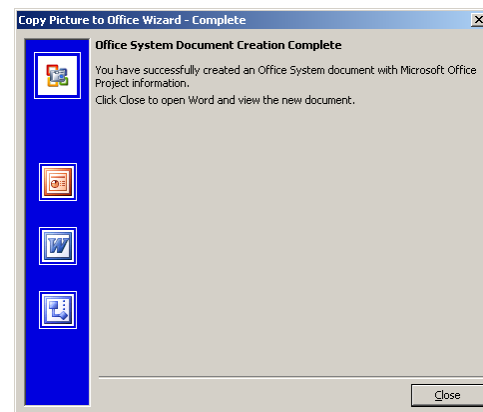 Copy Picture to Office Wizard - Complete
Office System Document Creation Complete
You have successfully created an Office System document with Microsoft Office
Project information.
Click Close to open Word and view the new document.
W
Close